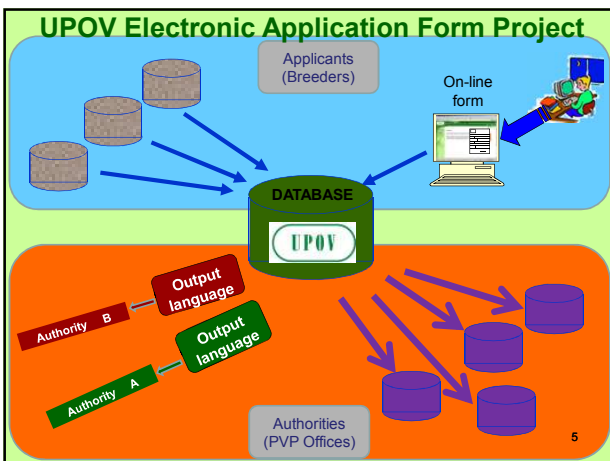 UPOV Electronic Application Form Project
Applicants
(Breeders)
On-line
form
DATABASE
UPOV
Output
language
Authority B
Output
language
Authority A
Authorities
(PVP Offices)
5